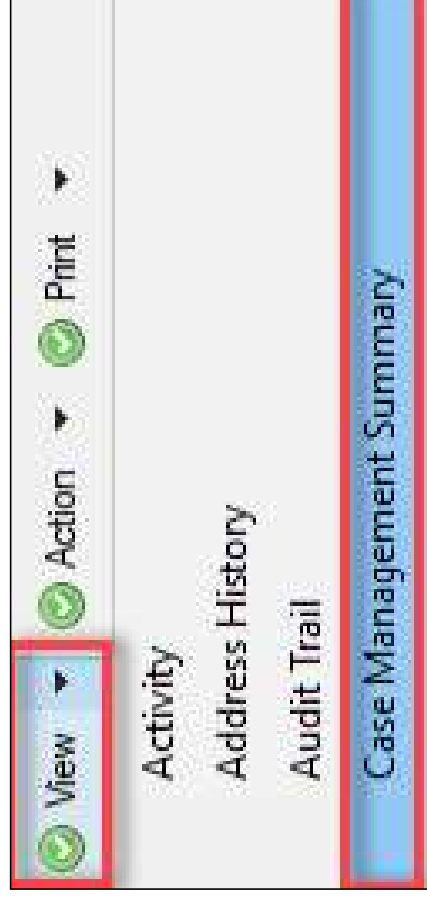 View Action Print
Activity
Address History
Audit Trail
Case Management Summary